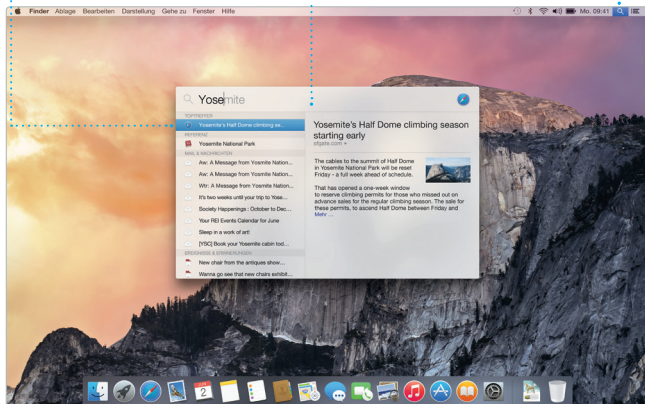 Finder Ablage Bearbeiten Darstellung Gehe zu Fenster Hilfe Mo. 09:41
Yosemite
TOPTREFFER
Yosemite's Half Dome climbing se...
REFERENZ
Yosemite National Park
MAIL & NACHRICHTEN
Aw: A Message from Yosmite Nation...
Aw: A Message from Yosmite Nation...
Wtr: A Message from Yosmite Nation...
It's two weeks until your trip to Yose...
Society Happenings : October to Dec...
Your REI Events Calendar for June
Sleep in a work of art!
[YSC] Book your Yosemite cabin tod...
EREIGNISSE & ERINNERUNGEN
New chair from the antiques show...
Wanna go see that new chairs exhibit...
Yosemite's Half Dome climbing season
starting early
sfgate.com
The cables to the summit of Half Dome
in Yosemite National Park will be reset
Friday - a full week ahead of schedule.
That has opened a one-week window
to reserve climbing permits for those who missed out on
advance sales for the regular climbing season. The sale for
these permits, to ascend Half Dome between Friday and
Mehr ...
2